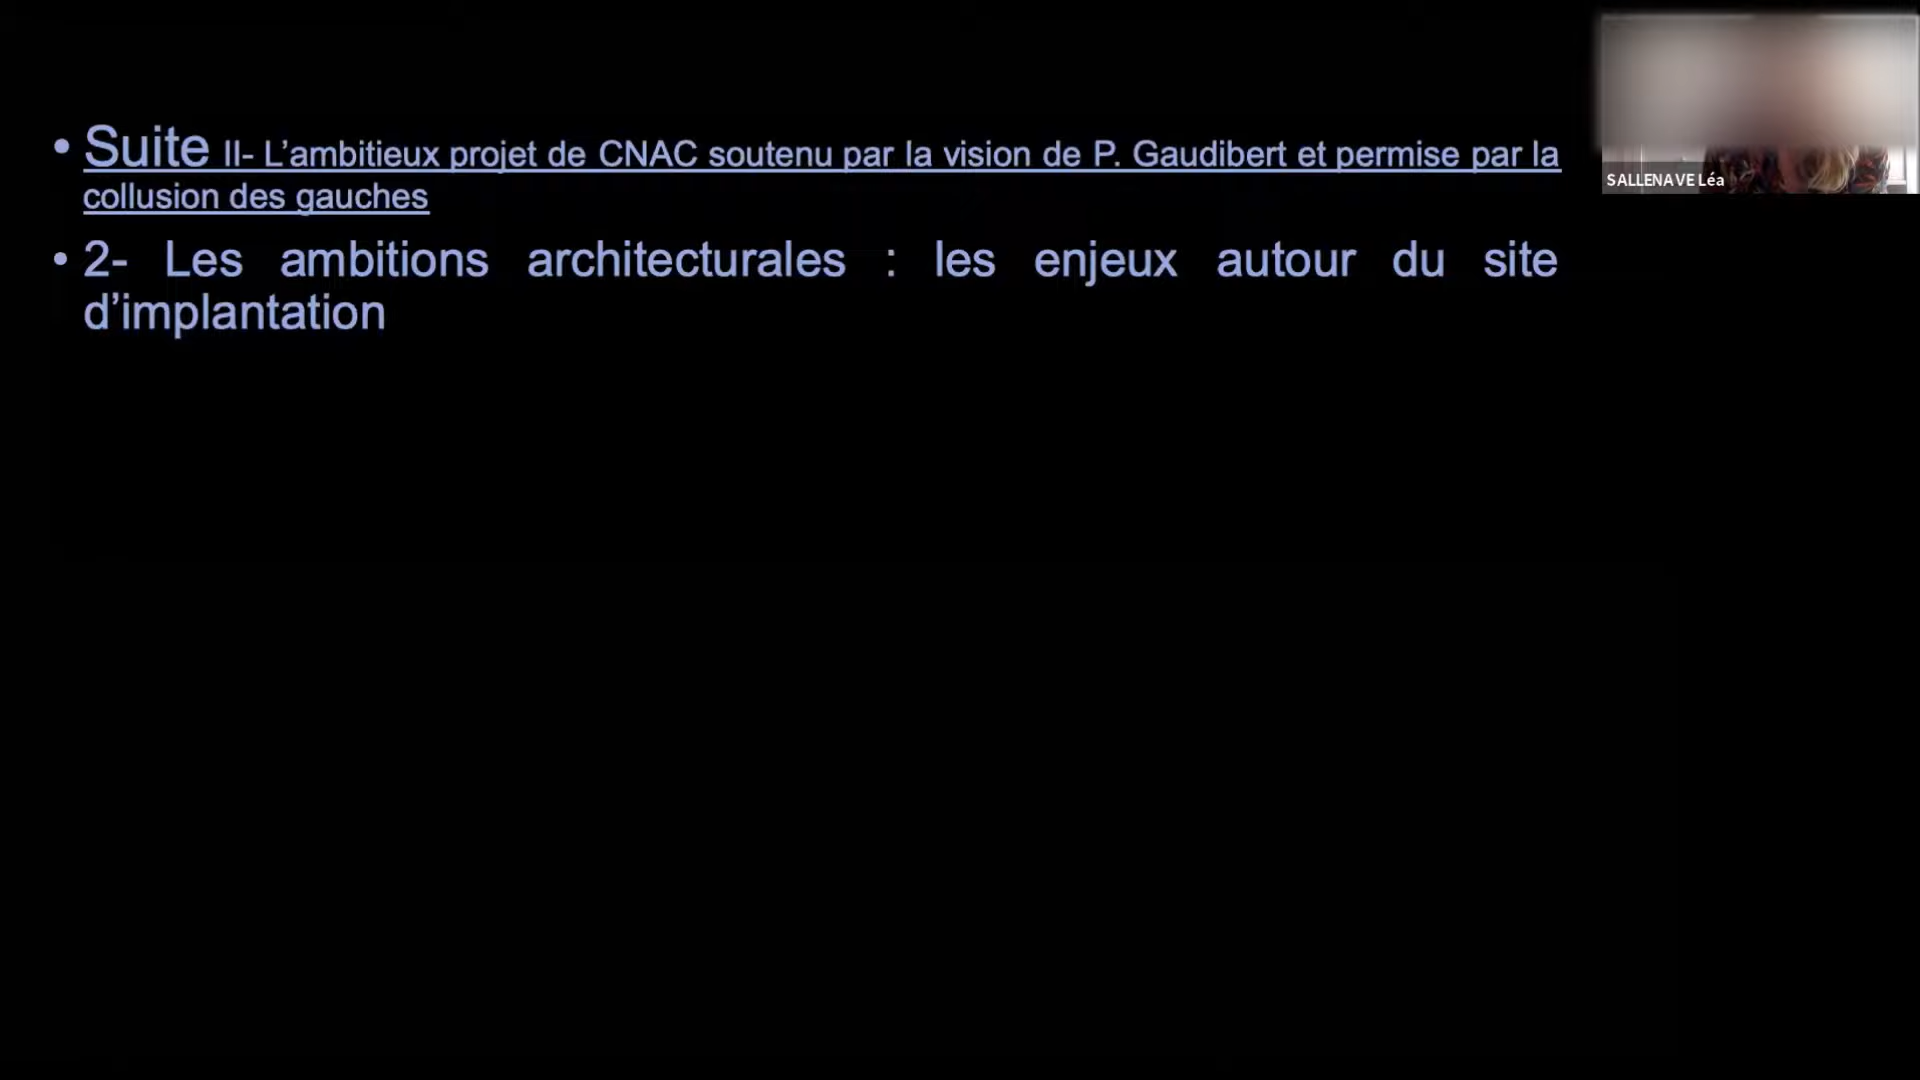 • Suite II- L’ambitieux projet de CNAC soutenu par la vision de P. Gaudibert et permise par la
collusion des gauches
• 2- Les ambitions architecturales : les enjeux autour du site
d’implantation
SALLENAVE Léa